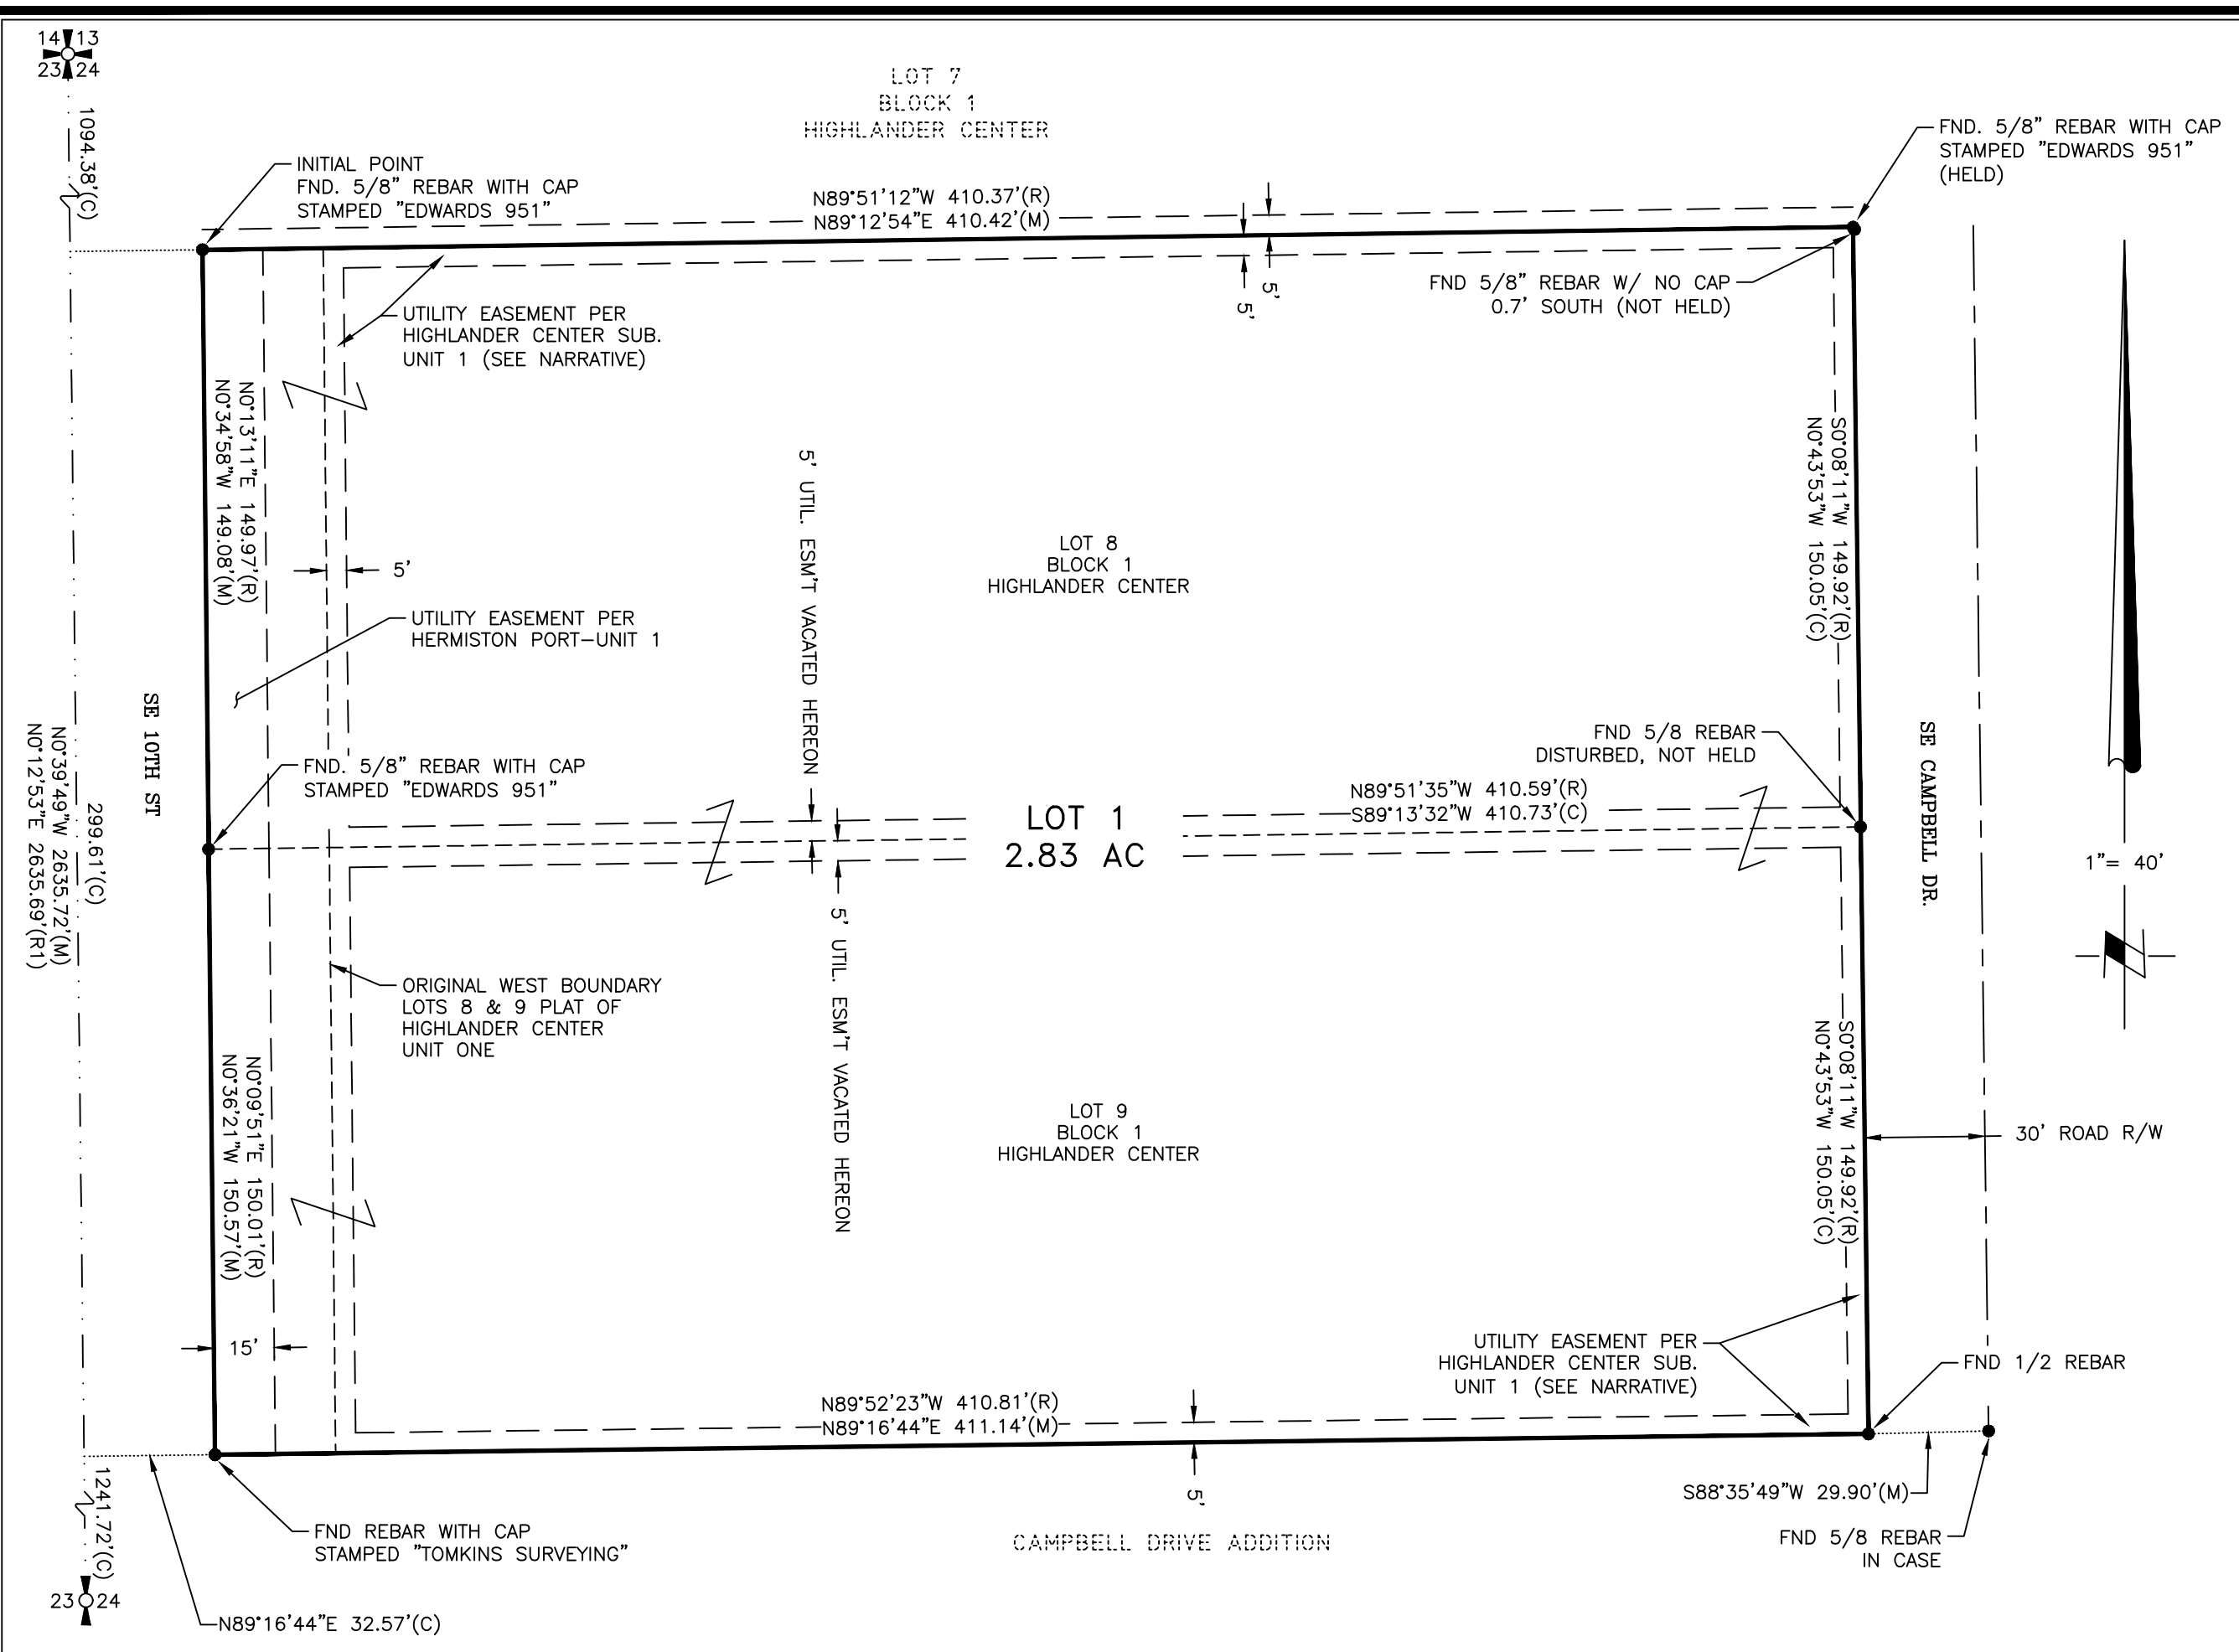 14 13
23 24
1094.38'(C)
LOT 7
BLOCK 1
HIGHLANDER CENTER
FND. 5/8" REBAR WITH CAP
STAMPED "EDWARDS 951"
(HELD)
INITIAL POINT
FND. 5/8" REBAR WITH CAP
STAMPED "EDWARDS 951"
N89°51'12"W 410.37'(R)
N89°12'54"E 410.42'(M)
5'
5'
FND 5/8" REBAR W/ NO CAP
0.7' SOUTH (NOT HELD)
UTILITY EASEMENT PER
HIGHLANDER CENTER SUB.
UNIT 1 (SEE NARRATIVE)
N0°13'11"E 149.97'(R)
N0°34'58"W 149.08'(M)
5'
5' UTIL. ESM'T VACATED HEREON
LOT 8
BLOCK 1
HIGHLANDER CENTER
S0°08'11"W 149.92'(R)
N0°43'53"W 150.05'(C)
UTILITY EASEMENT PER
HERMISTON PORT-UNIT 1
SE 10TH ST
SE CAMPBELL DR.
FND. 5/8" REBAR WITH CAP
STAMPED "EDWARDS 951"
FND 5/8 REBAR
DISTURBED, NOT HELD
N89°51'35"W 410.59'(R)
S89°13'32"W 410.73'(C)
LOT 1
2.83 AC
1"= 40'
299.61'(C)
N0°39'49"W 2635.72'(M)
N0°12'53"E 2635.69'(R1)
5' UTIL. ESM'T VACATED HEREON
ORIGINAL WEST BOUNDARY
LOTS 8 & 9 PLAT OF
HIGHLANDER CENTER
UNIT ONE
N0°09'51"E 150.01'(R)
N0°36'21"W 150.57'(M)
LOT 9
BLOCK 1
HIGHLANDER CENTER
S0°08'11"W 149.92'(R)
N0°43'53"W 150.05'(C)
30' ROAD R/W
15'
UTILITY EASEMENT PER
HIGHLANDER CENTER SUB.
UNIT 1 (SEE NARRATIVE)
FND 1/2 REBAR
N89°52'23"W 410.81'(R)
N89°16'44"E 411.14'(M)
5'
S88°35'49"W 29.90'(M)
FND 5/8 REBAR
IN CASE
1241.72'(C)
FND REBAR WITH CAP
STAMPED "TOMKINS SURVEYING"
CAMPBELL DRIVE ADDITION
23 24
N89°16'44"E 32.57'(C)
N